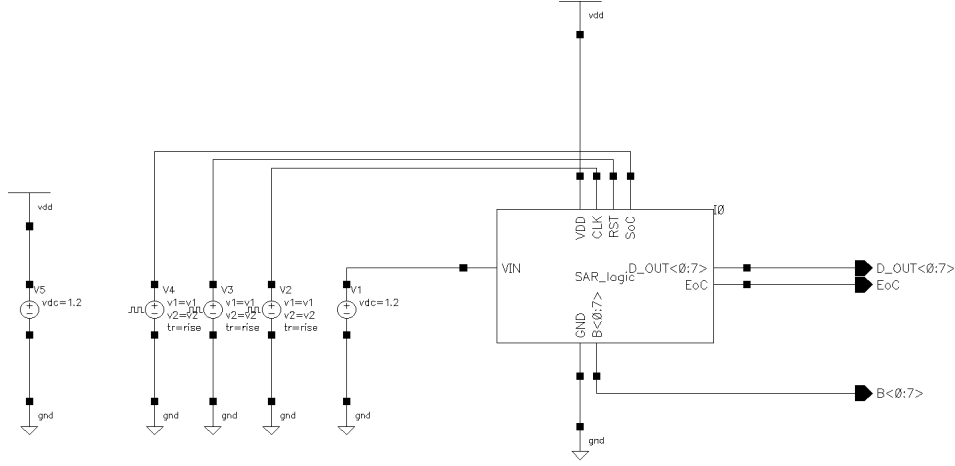 vdd
I0
VDD
CLK
RST
SoC
vdd
V5
vdc=1.2
V4
v1=v1
v2=v2
tr=rise
V3
v1=v1
v2=v2
tr=rise
V2
v1=v1
v2=v2
tr=rise
V1
vdc=1.2
VIN
SAR_logic
D_OUT<0:7>
EoC
D_OUT<0:7>
EoC
GND
B<0:7>
B<0:7>
gnd
gnd
gnd
gnd
gnd
gnd